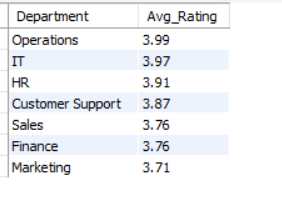 Department Avg_Rating
Operations 3.99
IT 3.97
HR 3.91
Customer Support 3.87
Sales 3.76
Finance 3.76
Marketing 3.71